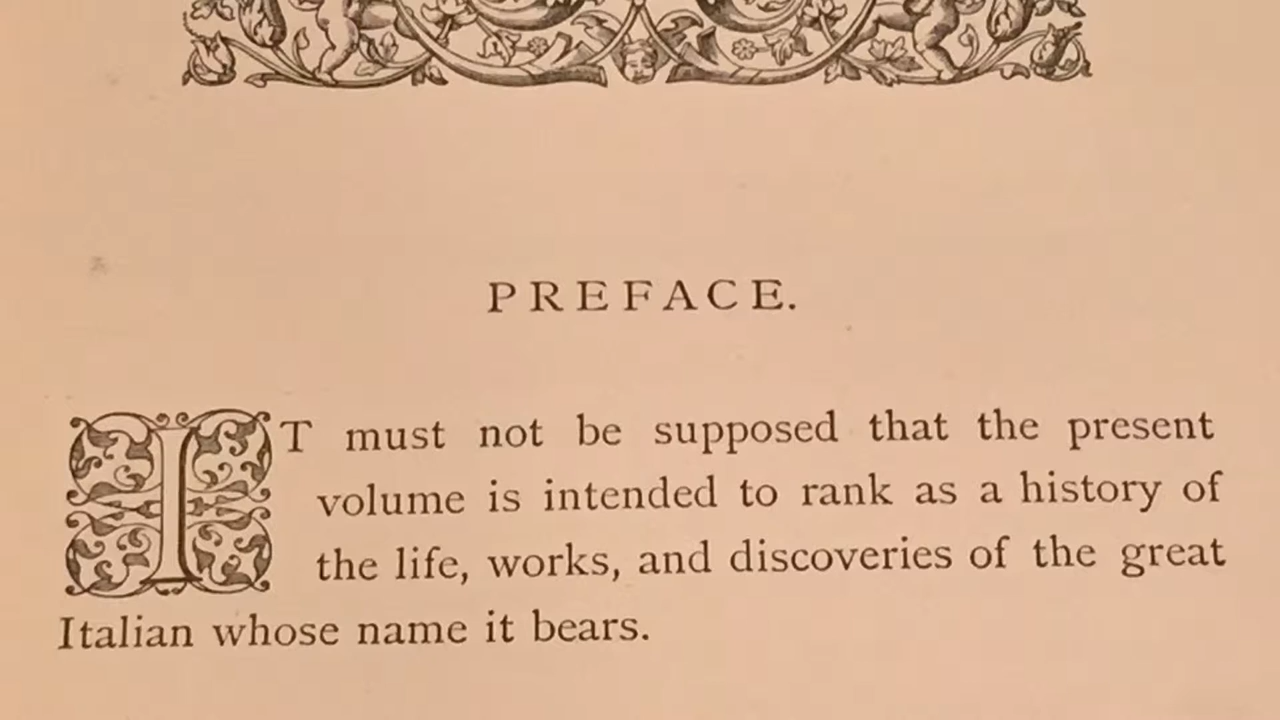 PREFACE.
IT must not be supposed that the present
volume is intended to rank as a history of
the life, works, and discoveries of the great
Italian whose name it bears.